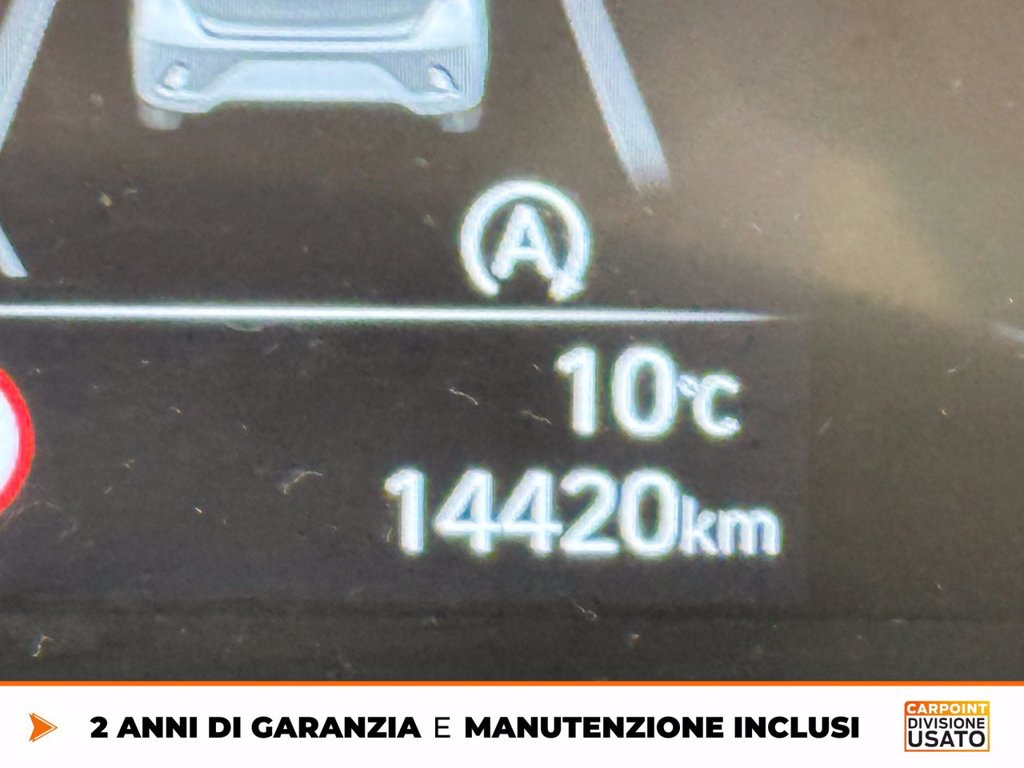 A
10°C
14420km
2 ANNI DI GARANZIA E MANUTENZIONE INCLUSI
CARPOINT
DIVISIONE
USATO